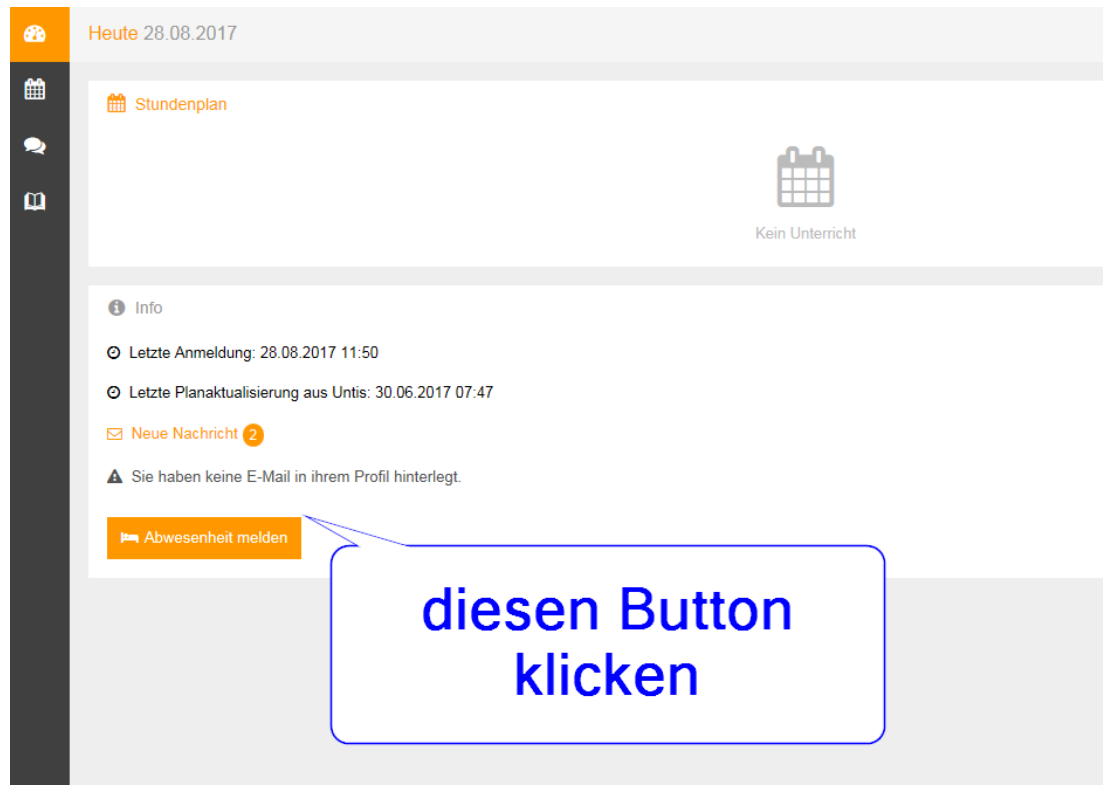 Heute 28.08.2017
Stundenplan
Kein Unterricht
Info
Letzte Anmeldung: 28.08.2017 11:50
Letzte Planaktualisierung aus Untis: 30.06.2017 07:47
Neue Nachricht 2
Sie haben keine E-Mail in ihrem Profil hinterlegt.
Abwesenheit melden
diesen Button
klicken